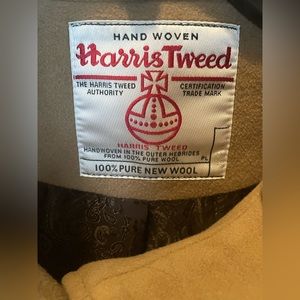 HAND WOVEN
Harris Tweed
THE HARRIS TWEED CERTIFICATION
AUTHORITY TRADE MARK
HARRIS TWEED
HANDWOVEN IN THE OUTER HEBRIDES
FROM 100% PURE WOOL
PL
100% PURE NEW WOOL